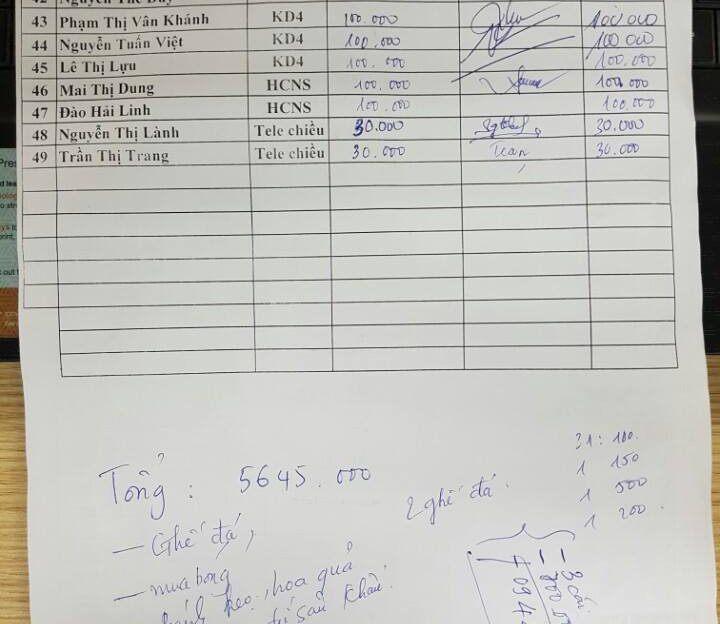 43 Phạm Thị Vân Khánh KD4 100.000 100 000
44 Nguyễn Tuấn Việt KD4 100,000 100 000
45 Lê Thị Lựu KD4 100.000 100.000
46 Mai Thị Dung HCNS 100.000 100.000
47 Đào Hải Linh HCNS 100.000 100.000
48 Nguyễn Thị Lành Tele chiều 30.000 30.000
49 Trần Thị Trang Tele chiều 30.000 30.000
31: 100.
1 150
1 500
1 200.
Tổng : 5645.000
2 ghế đá.
- Ghế đá,
- mua bóng
kẹo, hoa quả
sân khấu.
- 3 cái